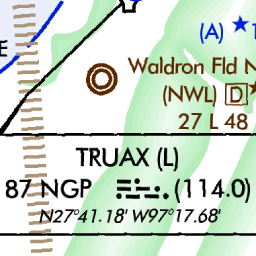 E
(A)
Waldron Fld N
(NWL) D
27 L 48
TRUAX (L)
87 NGP (114.0)
N27°41.18' W97°17.68'